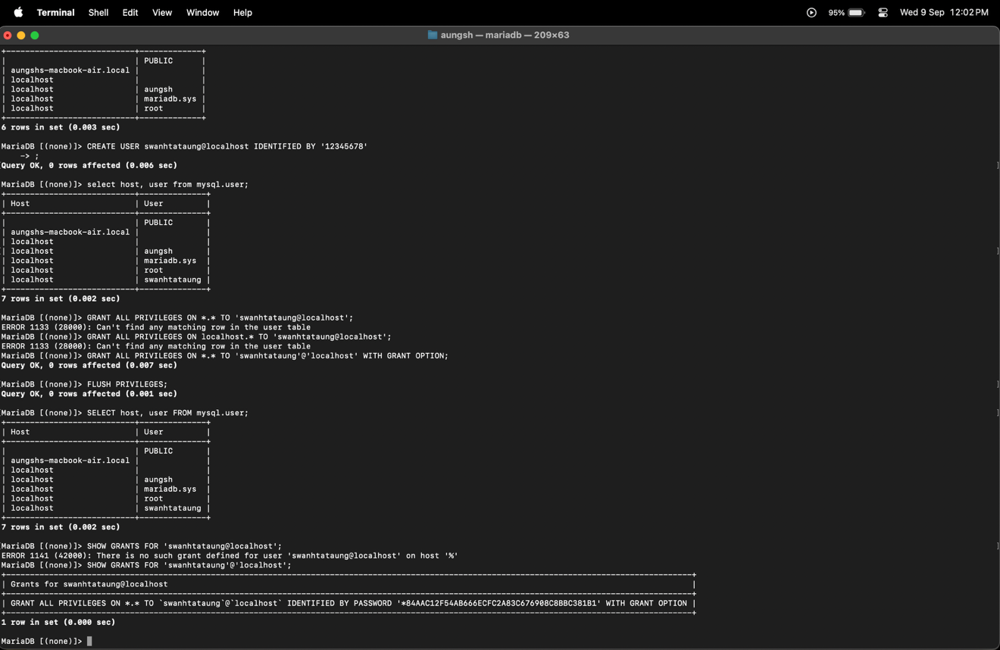 Terminal Shell Edit View Window Help 95% Wed 9 Sep 12:02 PM
aungsh — mariadb — 209×63
+---------------------------+-------------+
|                           | PUBLIC      |
| aungshs-macbook-air.local |             |
| localhost                 |             |
| localhost                 | aungsh      |
| localhost                 | mariadb.sys |
| localhost                 | root        |
+---------------------------+-------------+
6 rows in set (0.003 sec)
MariaDB [(none)]> CREATE USER swanhtataung@localhost IDENTIFIED BY '12345678'
    -> ;
Query OK, 0 rows affected (0.006 sec)
MariaDB [(none)]> select host, user from mysql.user;
+---------------------------+--------------+
| Host                      | User         |
+---------------------------+--------------+
|                           | PUBLIC       |
| aungshs-macbook-air.local |              |
| localhost                 |              |
| localhost                 | aungsh       |
| localhost                 | mariadb.sys  |
| localhost                 | root         |
| localhost                 | swanhtataung |
+---------------------------+--------------+
7 rows in set (0.002 sec)
MariaDB [(none)]> GRANT ALL PRIVILEGES ON *.* TO 'swanhtataung@localhost';
ERROR 1133 (28000): Can't find any matching row in the user table
MariaDB [(none)]> GRANT ALL PRIVILEGES ON localhost.* TO 'swanhtataung@localhost';
ERROR 1133 (28000): Can't find any matching row in the user table
MariaDB [(none)]> GRANT ALL PRIVILEGES ON *.* TO 'swanhtataung'@'localhost' WITH GRANT OPTION;
Query OK, 0 rows affected (0.007 sec)
MariaDB [(none)]> FLUSH PRIVILEGES;
Query OK, 0 rows affected (0.001 sec)
MariaDB [(none)]> SELECT host, user FROM mysql.user;
+---------------------------+--------------+
| Host                      | User         |
+---------------------------+--------------+
|                           | PUBLIC       |
| aungshs-macbook-air.local |              |
| localhost                 |              |
| localhost                 | aungsh       |
| localhost                 | mariadb.sys  |
| localhost                 | root         |
| localhost                 | swanhtataung |
+---------------------------+--------------+
7 rows in set (0.002 sec)
MariaDB [(none)]> SHOW GRANTS FOR 'swanhtataung@localhost';
ERROR 1141 (42000): There is no such grant defined for user 'swanhtataung@localhost' on host '%'
MariaDB [(none)]> SHOW GRANTS FOR 'swanhtataung'@'localhost';
+------------------------------------------------------------------------------------------------------------------------------------------------+
| Grants for swanhtataung@localhost                                                                                                              |
+------------------------------------------------------------------------------------------------------------------------------------------------+
| GRANT ALL PRIVILEGES ON *.* TO `swanhtataung`@`localhost` IDENTIFIED BY PASSWORD '*84AAC12F54AB666ECFC2A83C676908C8BBC381B1' WITH GRANT OPTION |
+------------------------------------------------------------------------------------------------------------------------------------------------+
1 row in set (0.000 sec)
MariaDB [(none)]>